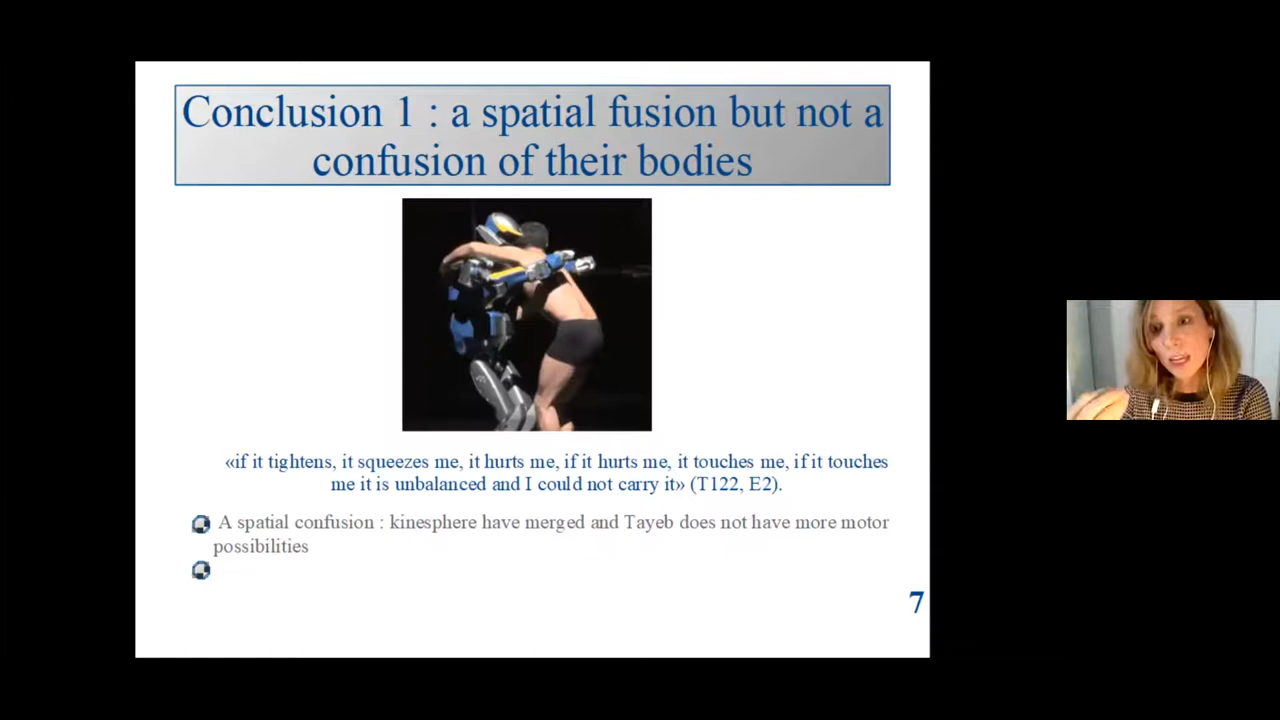 Conclusion 1 : a spatial fusion but not a
confusion of their bodies
«if it tightens, it squeezes me, it hurts me, if it hurts me, it touches me, if it touches
me it is unbalanced and I could not carry it» (T122, E2).
A spatial confusion : kinesphere have merged and Tayeb does not have more motor
possibilities
7